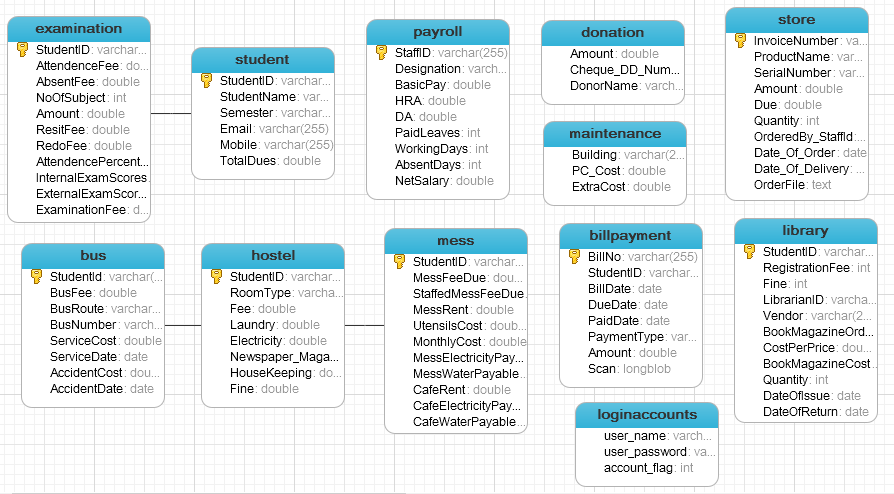 examination
StudentID: varchar...
AttendenceFee: do...
AbsentFee: double
NoOfSubject: int
Amount: double
ResitFee: double
RedoFee: double
AttendencePercent...
InternalExamScores...
ExternalExamScor...
ExaminationFee: d...
student
StudentID: varchar...
StudentName: var...
Semester: varchar...
Email: varchar(255)
Mobile: varchar(255)
TotalDues: double
payroll
StaffID: varchar(255)
Designation: varch...
BasicPay: double
HRA: double
DA: double
PaidLeaves: int
WorkingDays: int
AbsentDays: int
NetSalary: double
donation
Amount: double
Cheque_DD_Num...
DonorName: varch...
maintenance
Building: varchar(2...
PC_Cost: double
ExtraCost: double
store
InvoiceNumber: va...
ProductName: var...
SerialNumber: var...
Amount: double
Due: double
Quantity: int
OrderedBy_StaffId: ...
Date_Of_Order: date
Date_Of_Delivery: ...
OrderFile: text
bus
StudentId: varchar(...
BusFee: double
BusRoute: varchar...
BusNumber: varch...
ServiceCost: double
ServiceDate: date
AccidentCost: dou...
AccidentDate: date
hostel
StudentID: varchar...
RoomType: varcha...
Fee: double
Laundry: double
Electricity: double
Newspaper_Maga...
HouseKeeping: do...
Fine: double
mess
StudentID: varchar...
MessFeeDue: dou...
StaffedMessFeeDue...
MessRent: double
UtensilsCost: doub...
MonthlyCost: double
MessElectricityPay...
MessWaterPayable...
CafeRent: double
CafeElectricityPay...
CafeWaterPayable...
billpayment
BillNo: varchar(255)
StudentID: varchar...
BillDate: date
DueDate: date
PaidDate: date
PaymentType: var...
Amount: double
Scan: longblob
loginaccounts
user_name: varch...
user_password: va...
account_flag: int
library
StudentID: varchar...
RegistrationFee: int
Fine: int
LibrarianID: varcha...
Vendor: varchar(2...
BookMagazineOrd...
CostPerPrice: dou...
BookMagazineCost...
Quantity: int
DateOfIssue: date
DateOfReturn: date